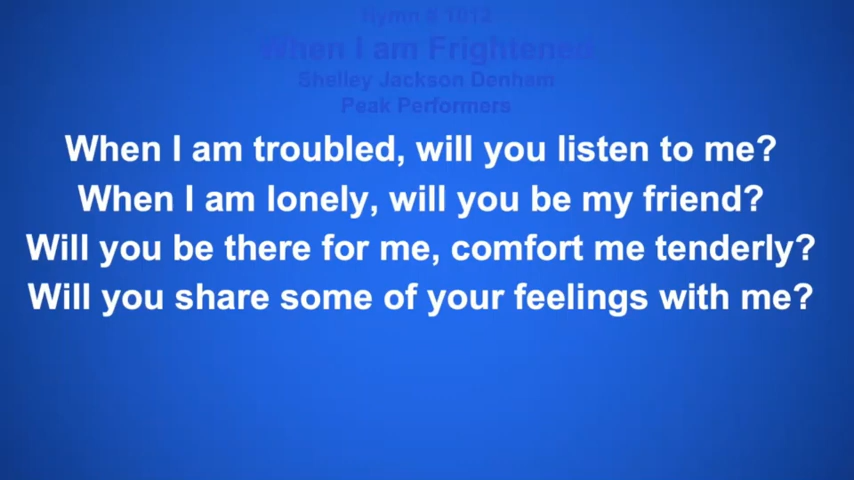 Hymn # 1012
When I am Frightened
Shelley Jackson Denham
Peak Performers
When I am troubled, will you listen to me?
When I am lonely, will you be my friend?
Will you be there for me, comfort me tenderly?
Will you share some of your feelings with me?